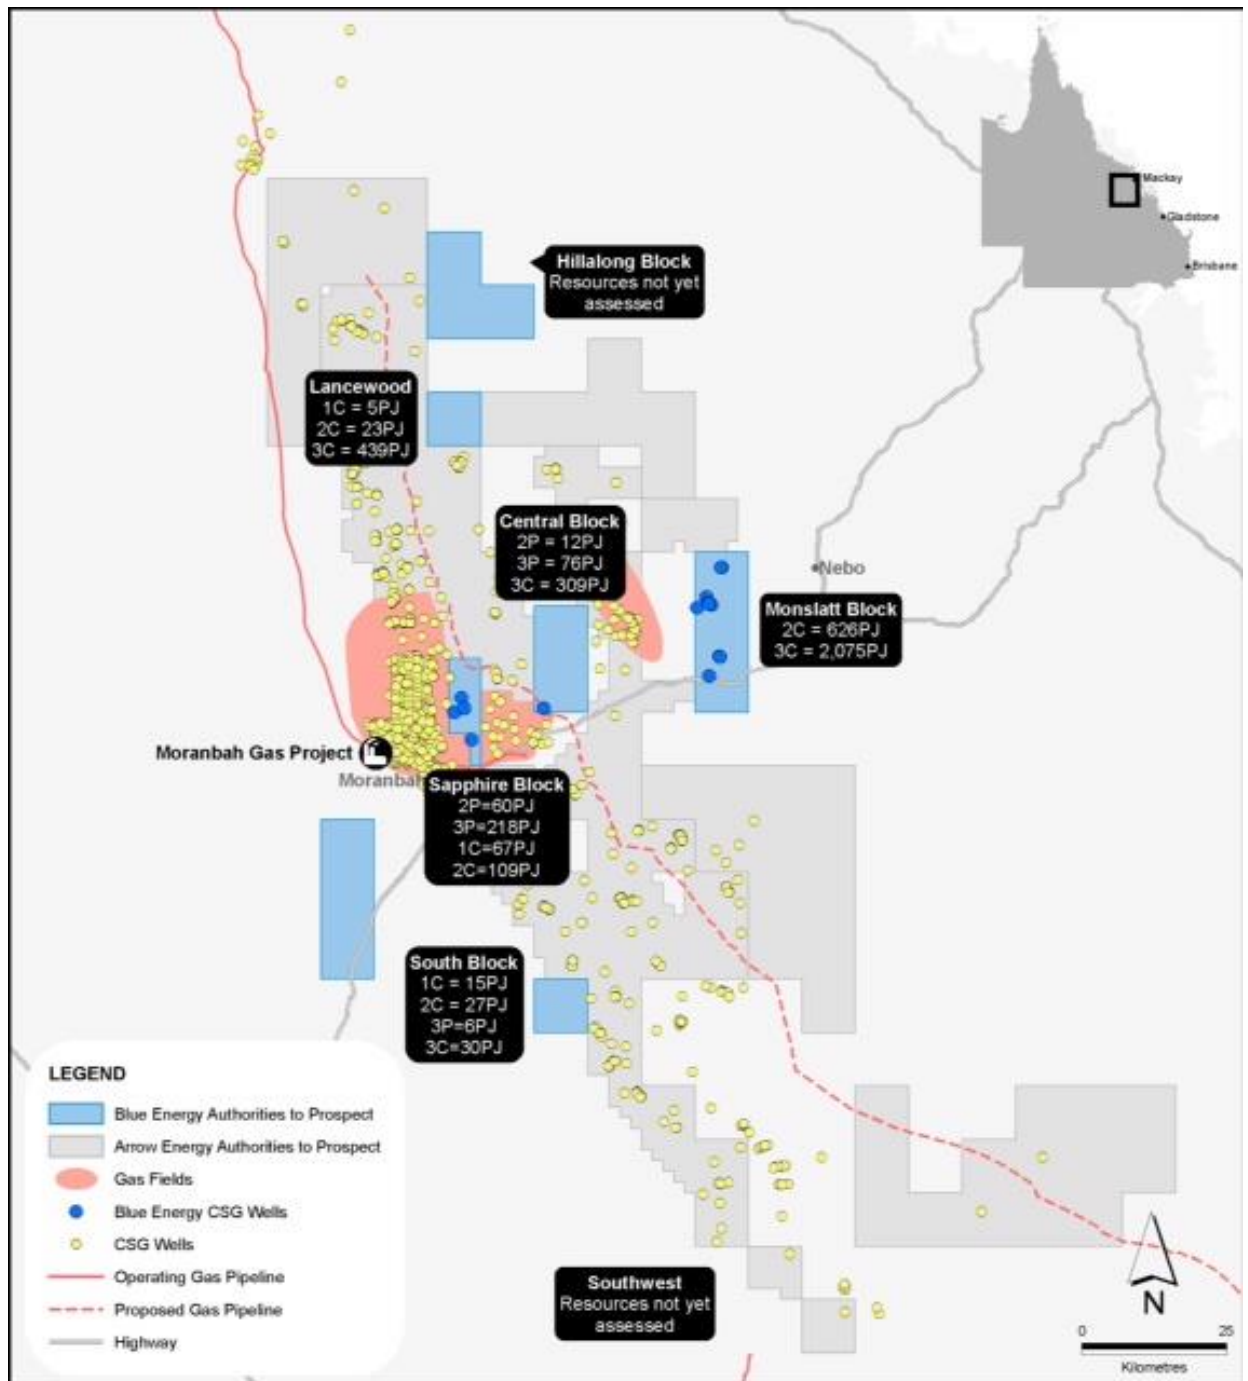 Mackay
Gladstone
Brisbane
Hillalong Block
Resources not yet
assessed
Lancewood
1C = 5PJ
2C = 23PJ
3C = 439PJ
Central Block
2P = 12PJ
3P = 76PJ
3C = 309PJ
Nebo
Monslatt Block
2C = 626PJ
3C = 2,075PJ
Moranbah Gas Project
Moranbah
Sapphire Block
2P=60PJ
3P=218PJ
1C=67PJ
2C=109PJ
South Block
1C = 15PJ
2C = 27PJ
3P=6PJ
3C=30PJ
LEGEND
Blue Energy Authorities to Prospect
Arrow Energy Authorities to Prospect
Gas Fields
Blue Energy CSG Wells
CSG Wells
Operating Gas Pipeline
Proposed Gas Pipeline
Highway
Southwest
Resources not yet
assessed
N
0 25
Kilometres